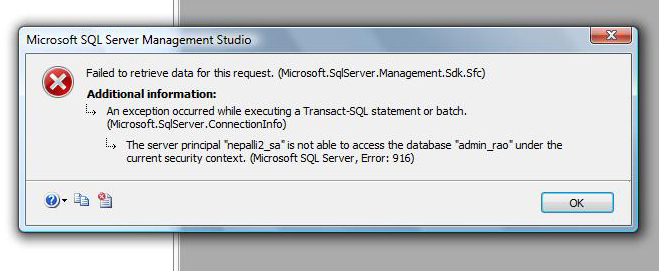 Microsoft SQL Server Management Studio
Failed to retrieve data for this request. (Microsoft.SqlServer.Management.Sdk.Sfc)
Additional information:
An exception occurred while executing a Transact-SQL statement or batch.
(Microsoft.SqlServer.ConnectionInfo)
The server principal "nepalli2_sa" is not able to access the database "admin_rao" under the
current security context. (Microsoft SQL Server, Error: 916)
OK